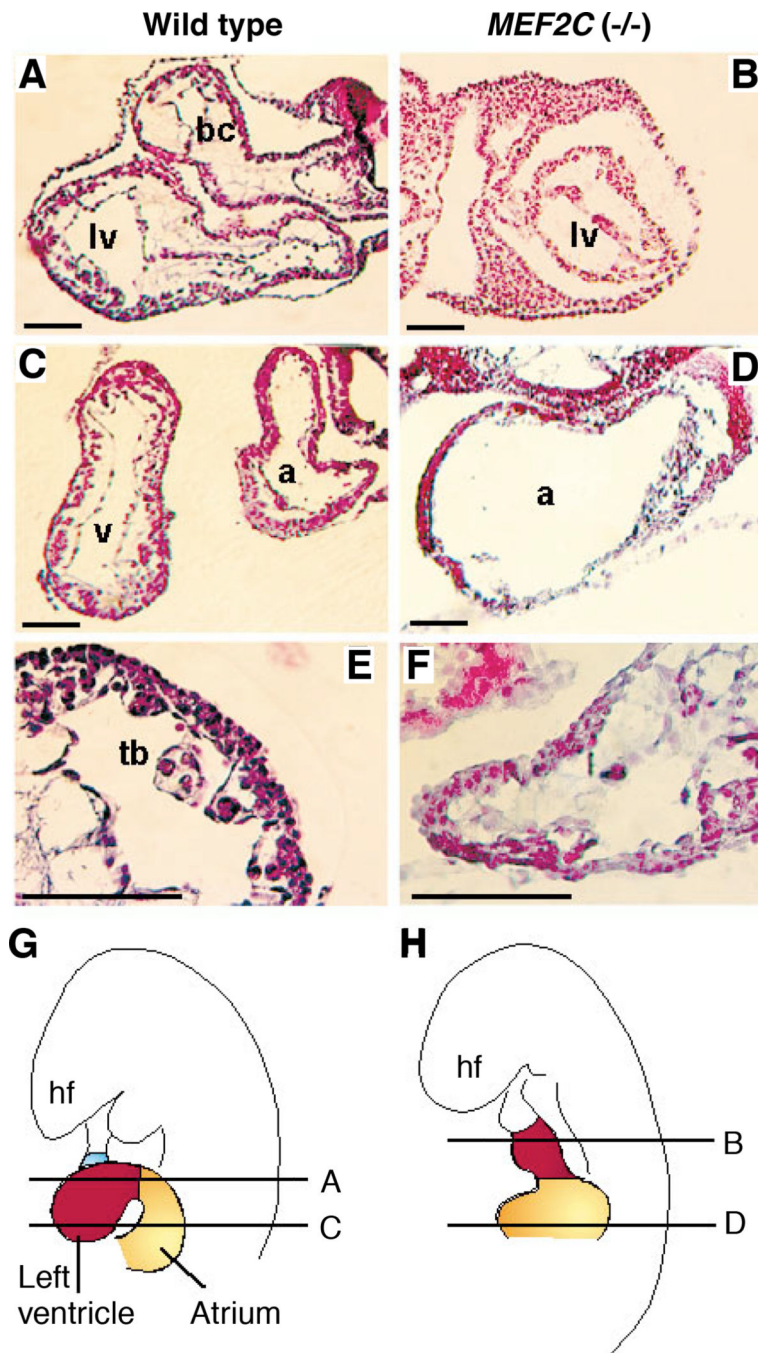 Wild type MEF2C (-/-)
A B
bc
lv lv
C D
a a
v
E F
tb
G H
hf hf
B
A
C D
Left
ventricle Atrium